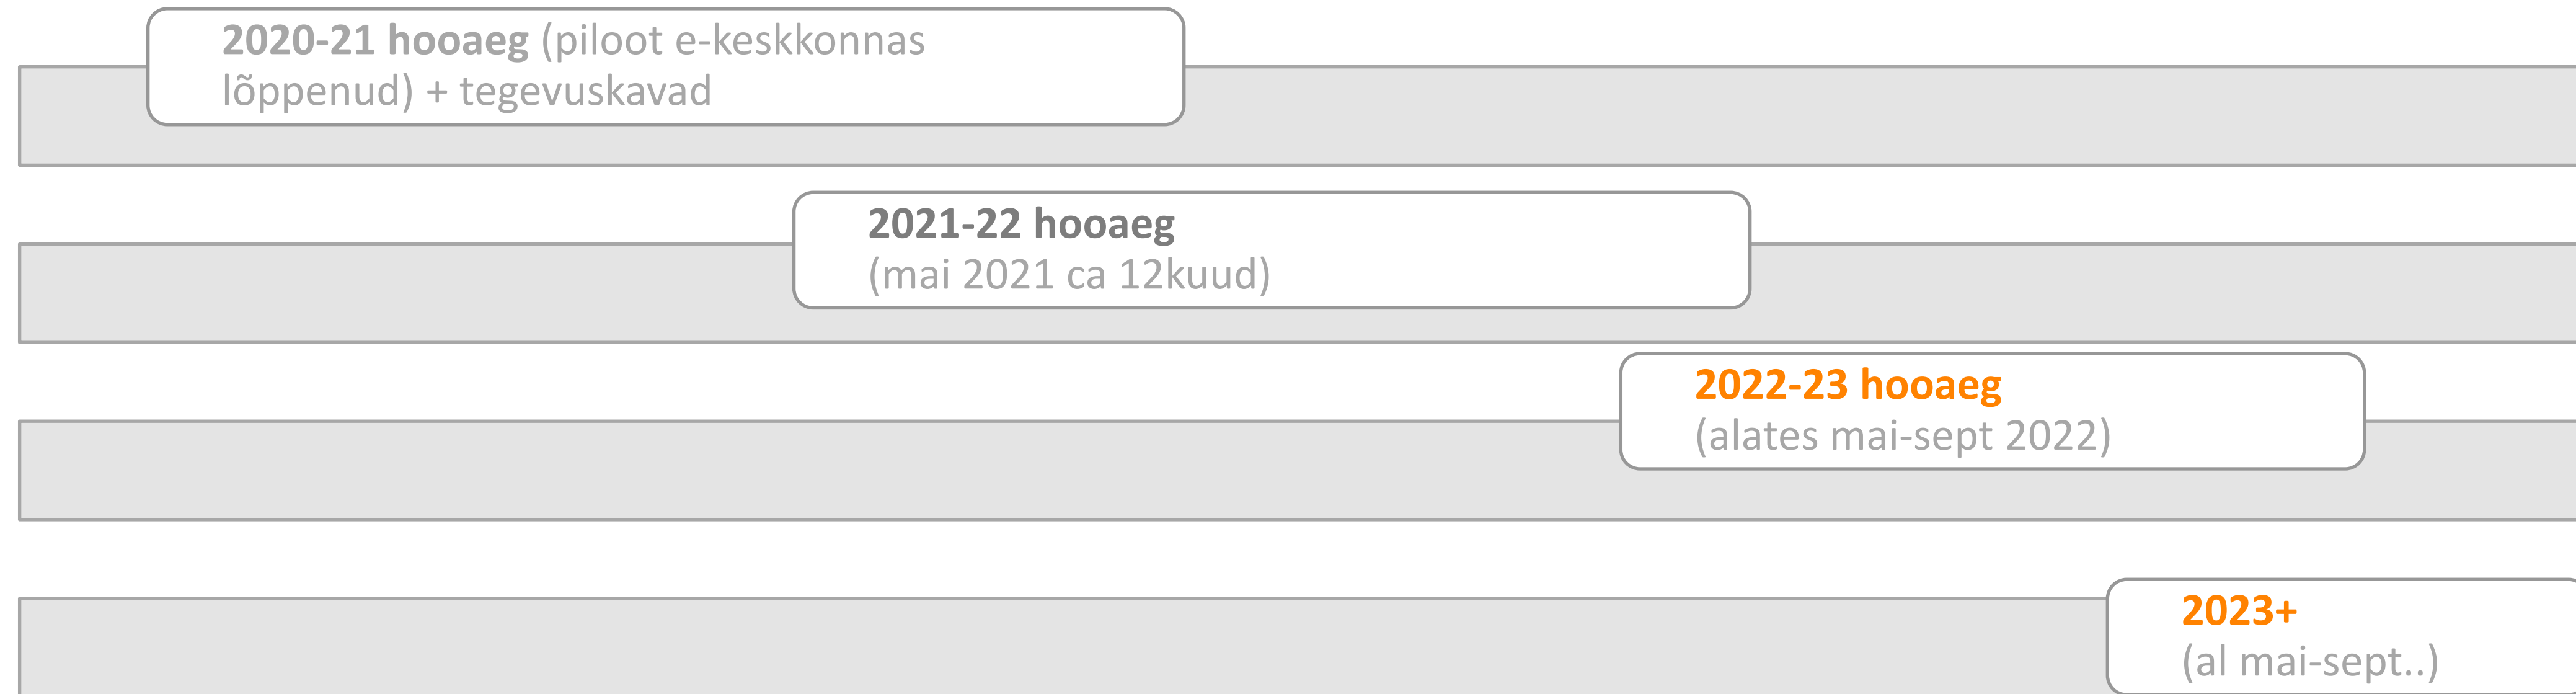 2020-21 hooaeg (piloot e-keskkonnas
lõppenud) + tegevuskavad
2021-22 hooaeg
(mai 2021 ca 12kuud)
2022-23 hooaeg
(alates mai-sept 2022)
2023+
(al mai-sept..)